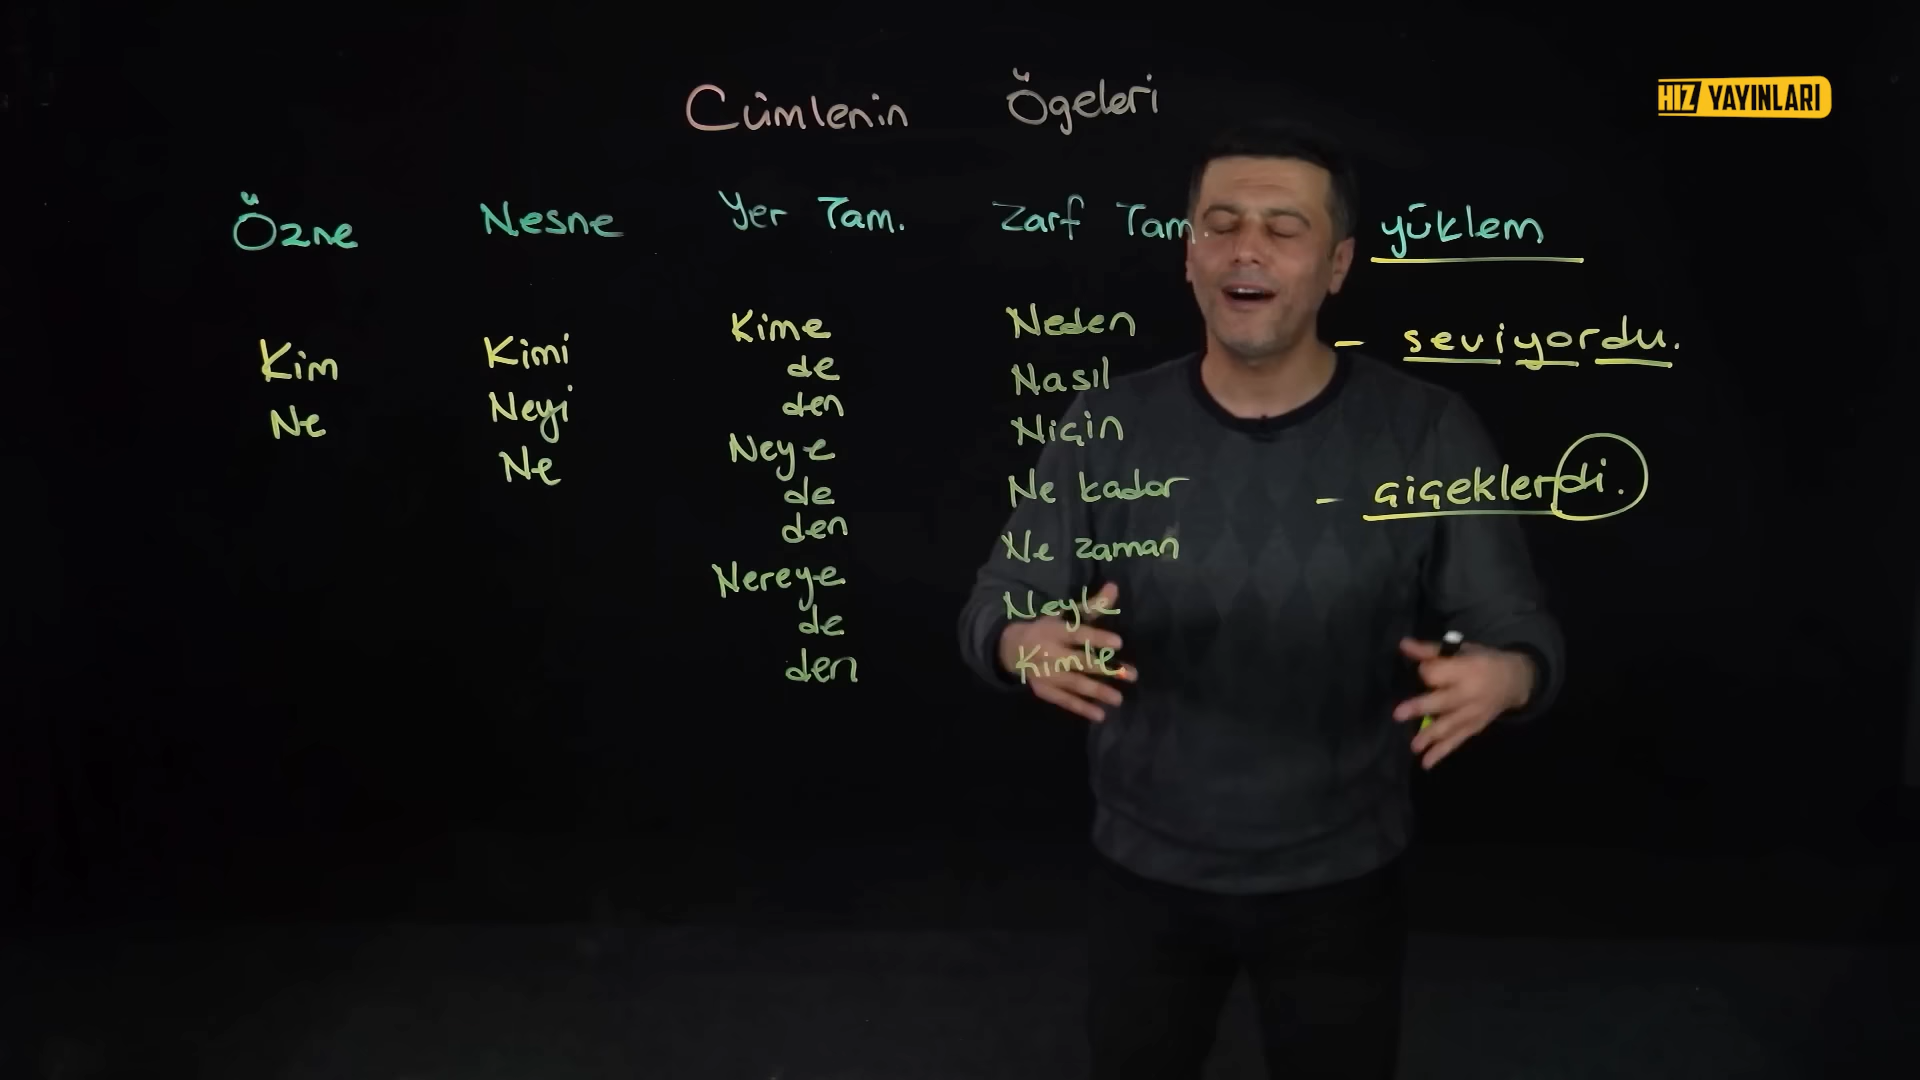 Cümlenin Ögeleri
HIZ YAYINLARI
Özne Nesne Yer Tam. Zarf Tam. yüklem
Kim
Ne
Kimi
Neyi
Ne
Kime
de
den
Neye
de
den
Nereye
de
den
Neden
Nasıl
Niçin
Ne kadar
Ne zaman
Neyle
Kimle
- seviyordu.
- çiçeklerdi.